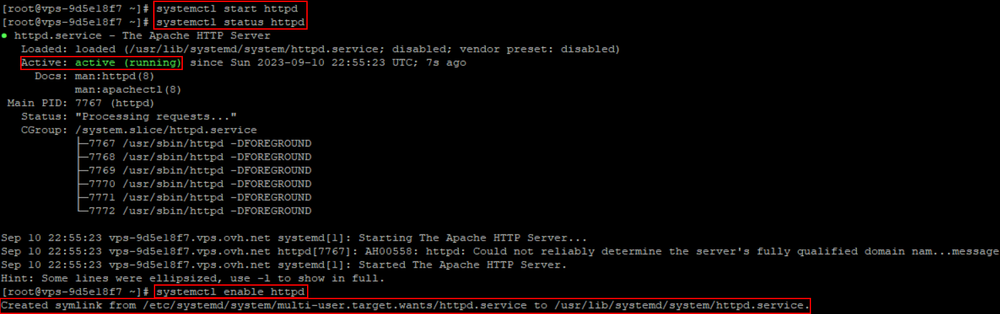 [root@vps-9d5e18f7 ~]# systemctl start httpd
[root@vps-9d5e18f7 ~]# systemctl status httpd
● httpd.service - The Apache HTTP Server
   Loaded: loaded (/usr/lib/systemd/system/httpd.service; disabled; vendor preset: disabled)
   Active: active (running) since Sun 2023-09-10 22:55:23 UTC; 7s ago
     Docs: man:httpd(8)
           man:apachectl(8)
 Main PID: 7767 (httpd)
   Status: "Processing requests..."
   CGroup: /system.slice/httpd.service
           ├─7767 /usr/sbin/httpd -DFOREGROUND
           ├─7768 /usr/sbin/httpd -DFOREGROUND
           ├─7769 /usr/sbin/httpd -DFOREGROUND
           ├─7770 /usr/sbin/httpd -DFOREGROUND
           ├─7771 /usr/sbin/httpd -DFOREGROUND
           └─7772 /usr/sbin/httpd -DFOREGROUND
Sep 10 22:55:23 vps-9d5e18f7.vps.ovh.net systemd[1]: Starting The Apache HTTP Server...
Sep 10 22:55:23 vps-9d5e18f7.vps.ovh.net httpd[7767]: AH00558: httpd: Could not reliably determine the server's fully qualified domain nam...message
Sep 10 22:55:23 vps-9d5e18f7.vps.ovh.net systemd[1]: Started The Apache HTTP Server.
Hint: Some lines were ellipsized, use -l to show in full.
[root@vps-9d5e18f7 ~]# systemctl enable httpd
Created symlink from /etc/systemd/system/multi-user.target.wants/httpd.service to /usr/lib/systemd/system/httpd.service.